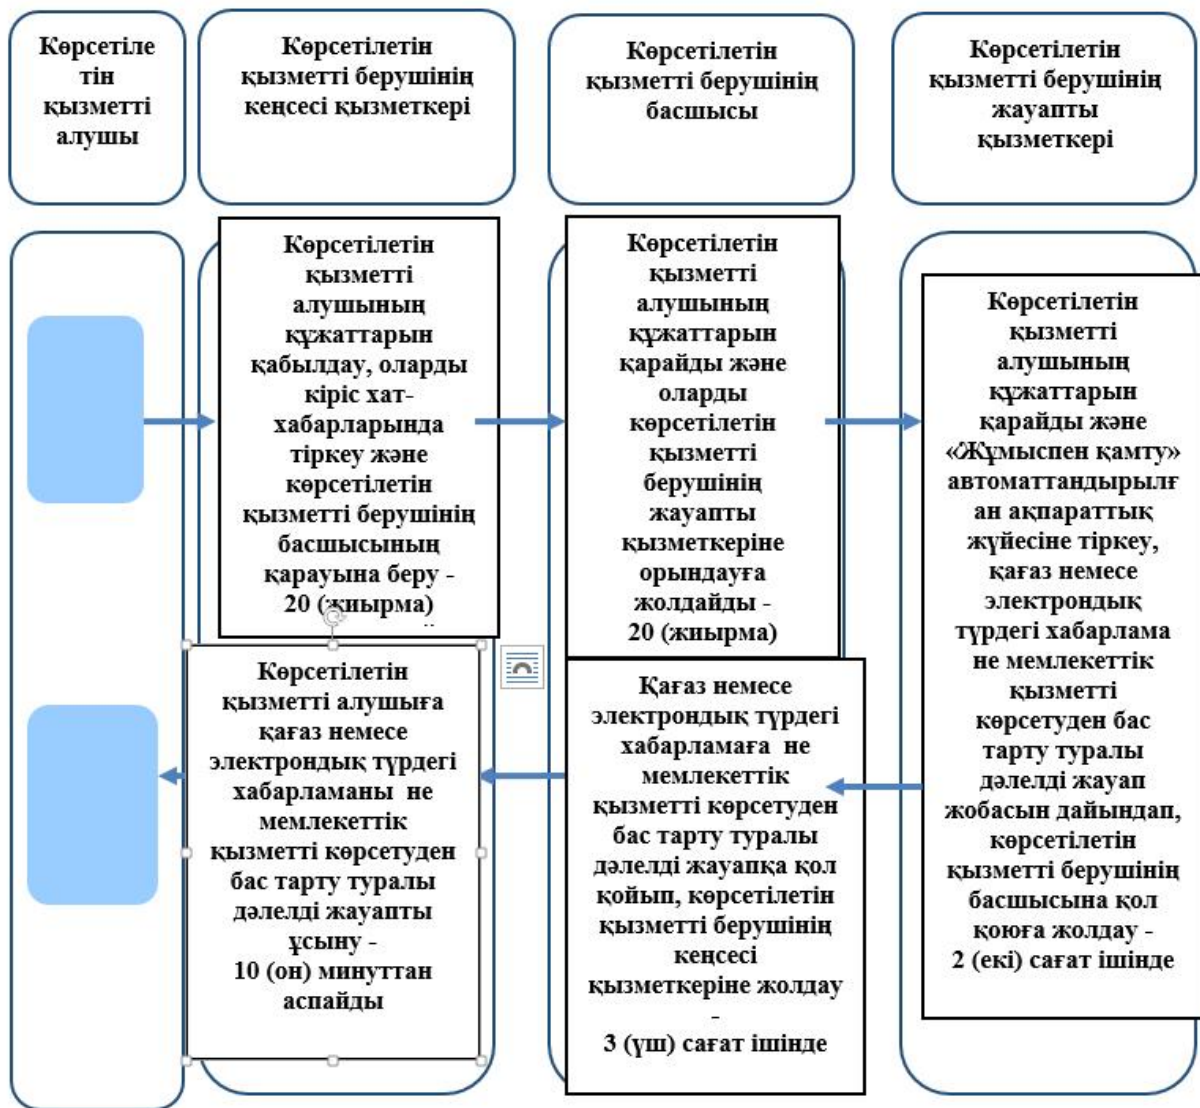 Көрсетіле
тін
қызметті
алушы
Көрсетілетін
қызметті берушінің
кеңсесі қызметкері
Көрсетілетін
қызметті берушінің
басшысы
Көрсетілетін
қызметті берушінің
жауапты
қызметкері
Көрсетілетін
қызметті
алушының
құжаттарын
қабылдау, оларды
кіріс хат-
хабарларында
тіркеу және
көрсетілетін
қызметті берушінің
басшысының
қарауына беру -
20 (жиырма)
Көрсетілетін
қызметті
алушының
құжаттарын
қарайды және
оларды
көрсетілетін
қызметті
берушінің
жауапты
қызметкеріне
орындауға
жолдайды -
20 (жиырма)
Көрсетілетін
қызметті
алушының
құжаттарын
қарайды және
«Жұмыспен қамту»
автоматтандырылғ
ан ақпараттық
жүйесіне тіркеу,
қағаз немесе
электрондық
түрдегі хабарлама
не мемлекеттік
қызметті
көрсетуден бас
тарту туралы
дәлелді жауап
жобасын дайындап,
көрсетілетін
қызметті берушінің
басшысына қол
қоюға жолдау -
2 (екі) сағат ішінде
Көрсетілетін
қызметті алушыға
қағаз немесе
электрондық түрдегі
хабарламаны не
мемлекеттік
қызметті көрсетуден
бас тарту туралы
дәлелді жауапты
ұсыну -
10 (он) минуттан
аспайды
Қағаз немесе
электрондық түрдегі
хабарламаға не
мемлекеттік
қызметті көрсетуден
бас тарту туралы
дәлелді жауапқа қол
қойып, көрсетілетін
қызметті берушінің
кеңсесі
қызметкеріне жолдау
-
3 (үш) сағат ішінде